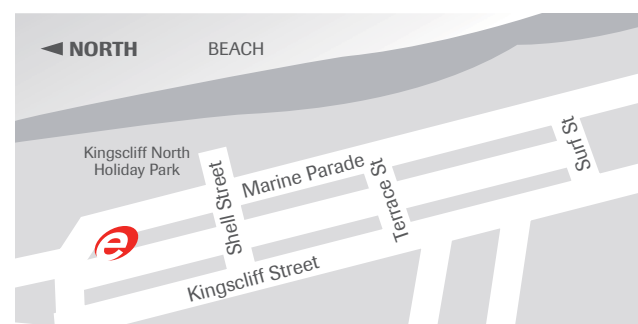 NORTH
BEACH
Kingscliff North
Holiday Park
Shell Street
Marine Parade
Terrace St
Surf St
e
Kingscliff Street